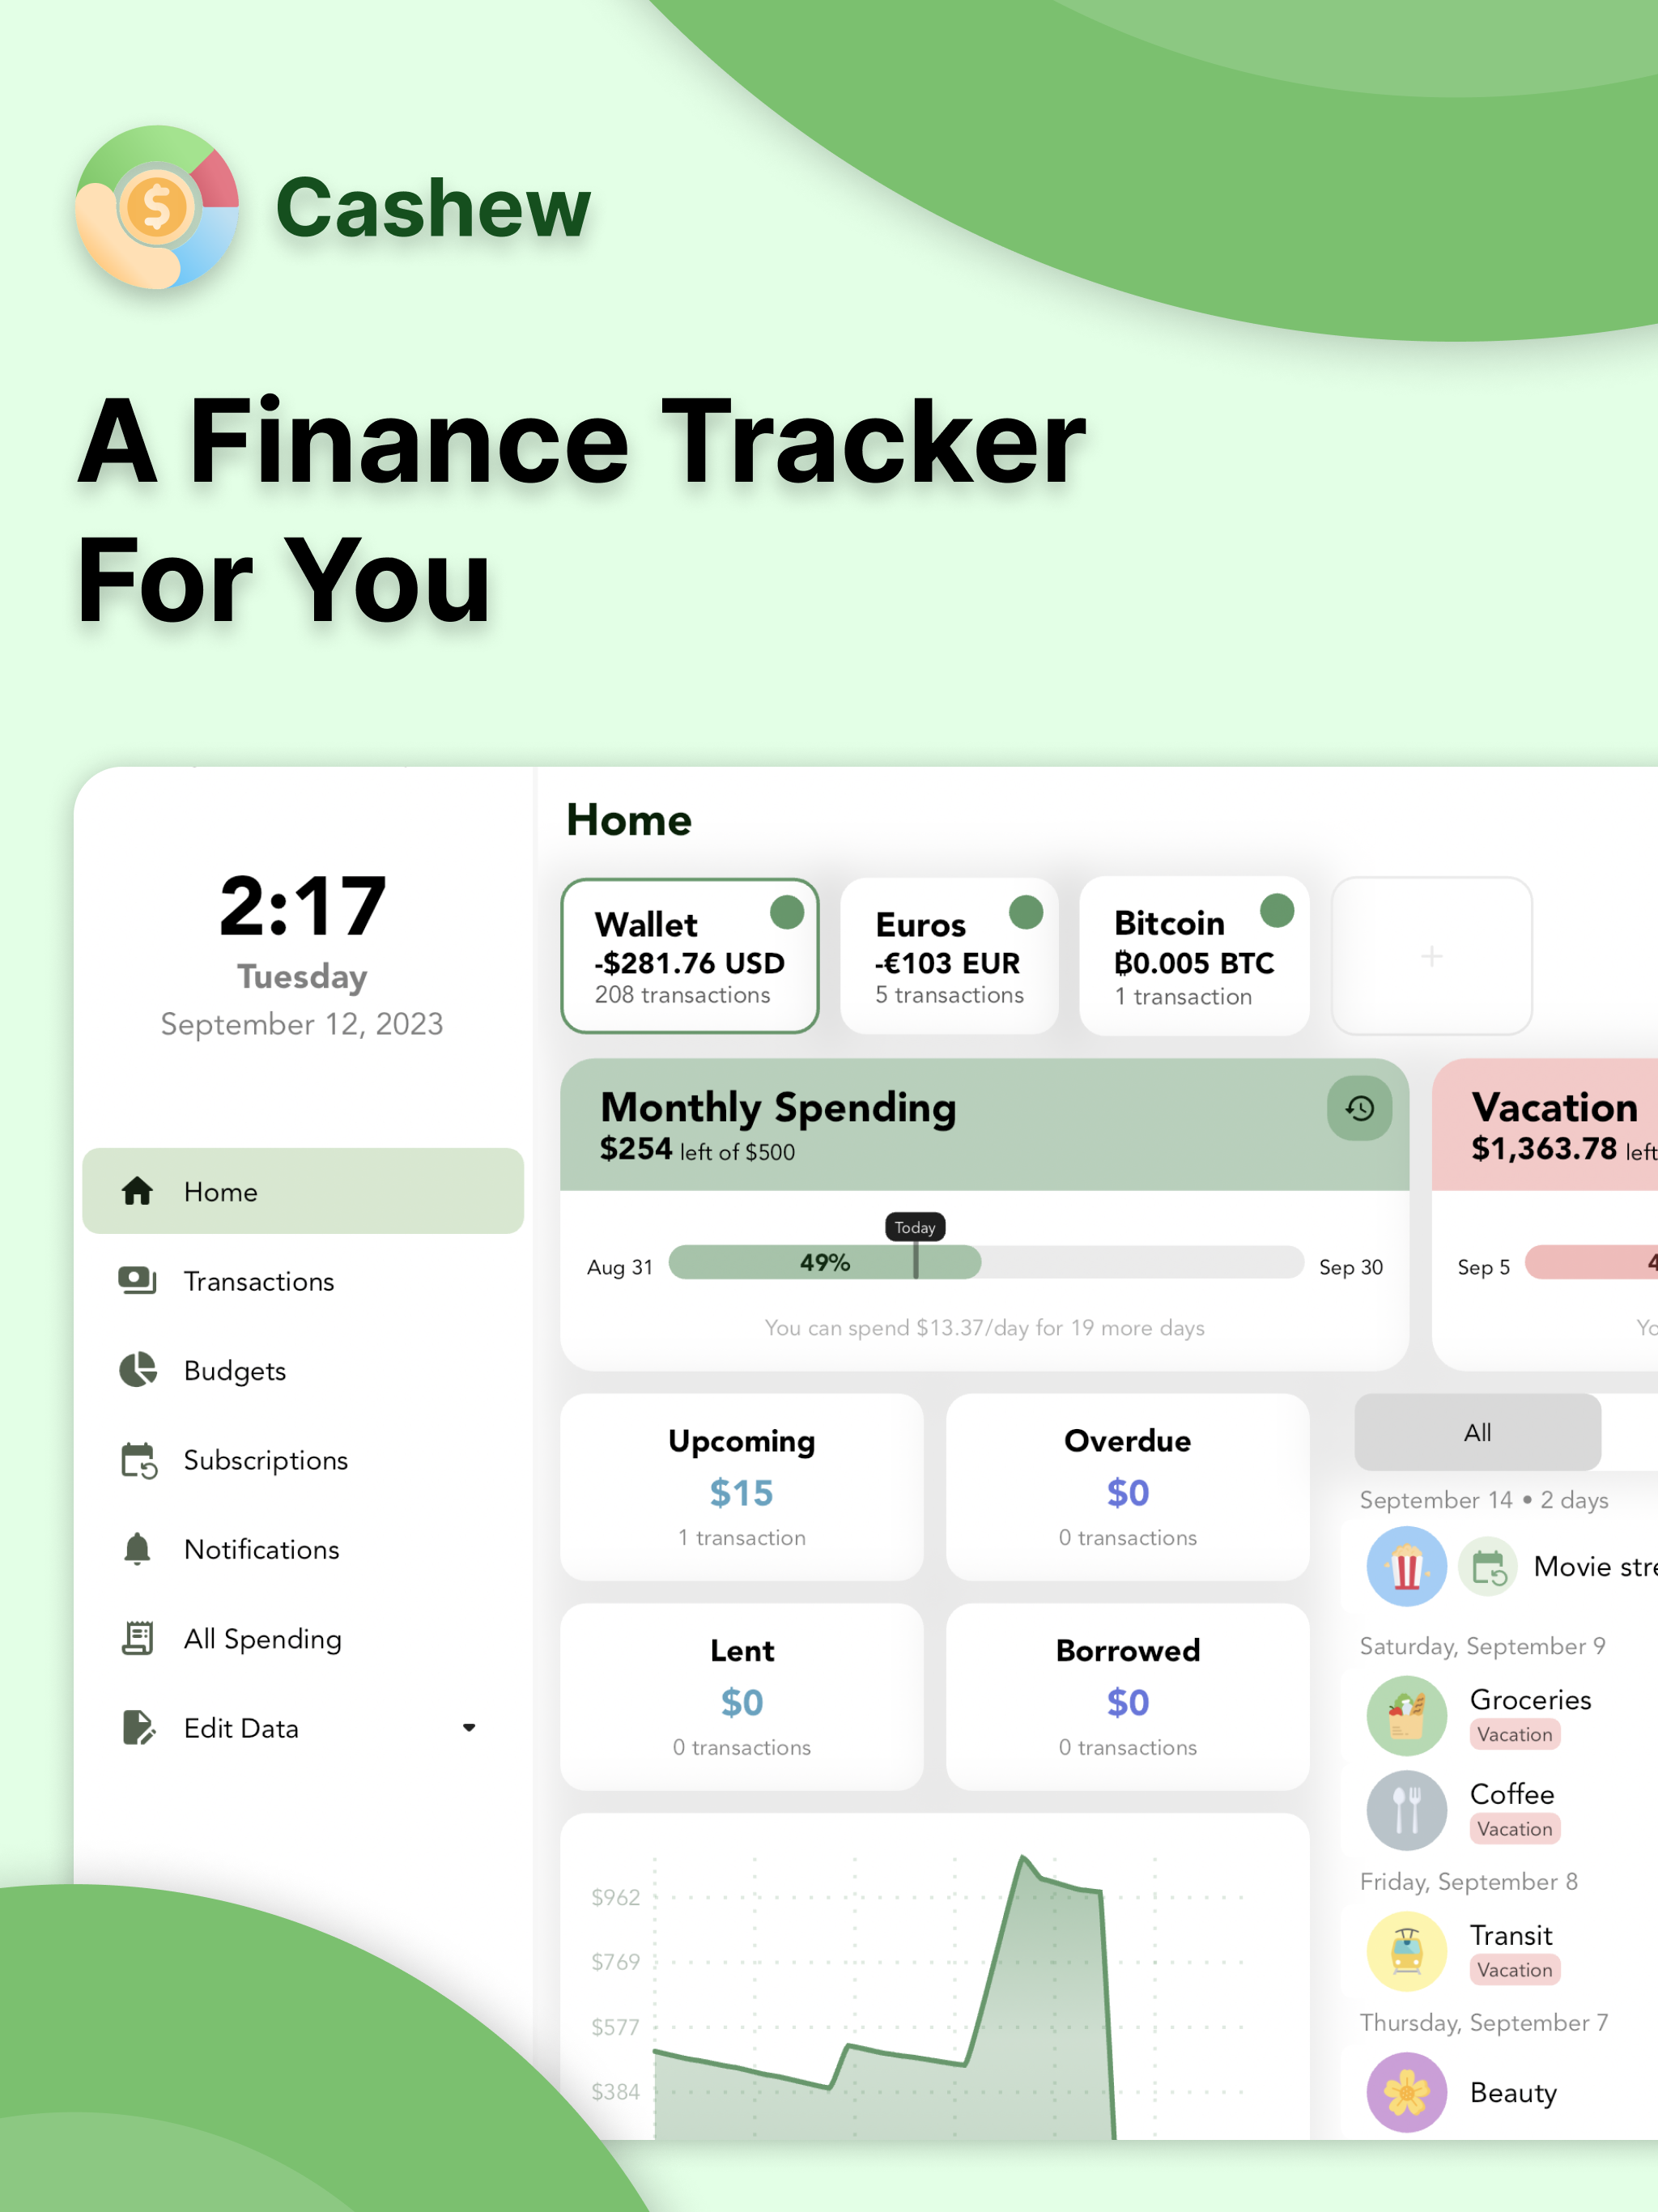 Cashew
A Finance Tracker
For You
2:17
Tuesday
September 12, 2023
Home
Transactions
Budgets
Subscriptions
Notifications
All Spending
Edit Data
Home
Wallet
-$281.76 USD
208 transactions
Euros
-€103 EUR
5 transactions
Bitcoin
₿0.005 BTC
1 transaction
+
Monthly Spending
$254 left of $500
Today
Aug 31
49%
Sep 30
You can spend $13.37/day for 19 more days
Vacation
$1,363.78 left
Sep 5
Upcoming
$15
1 transaction
Overdue
$0
0 transactions
Lent
$0
0 transactions
Borrowed
$0
0 transactions
$962
$769
$577
$384
All
September 14 • 2 days
Movie
Saturday, September 9
Groceries
Vacation
Coffee
Vacation
Friday, September 8
Transit
Vacation
Thursday, September 7
Beauty